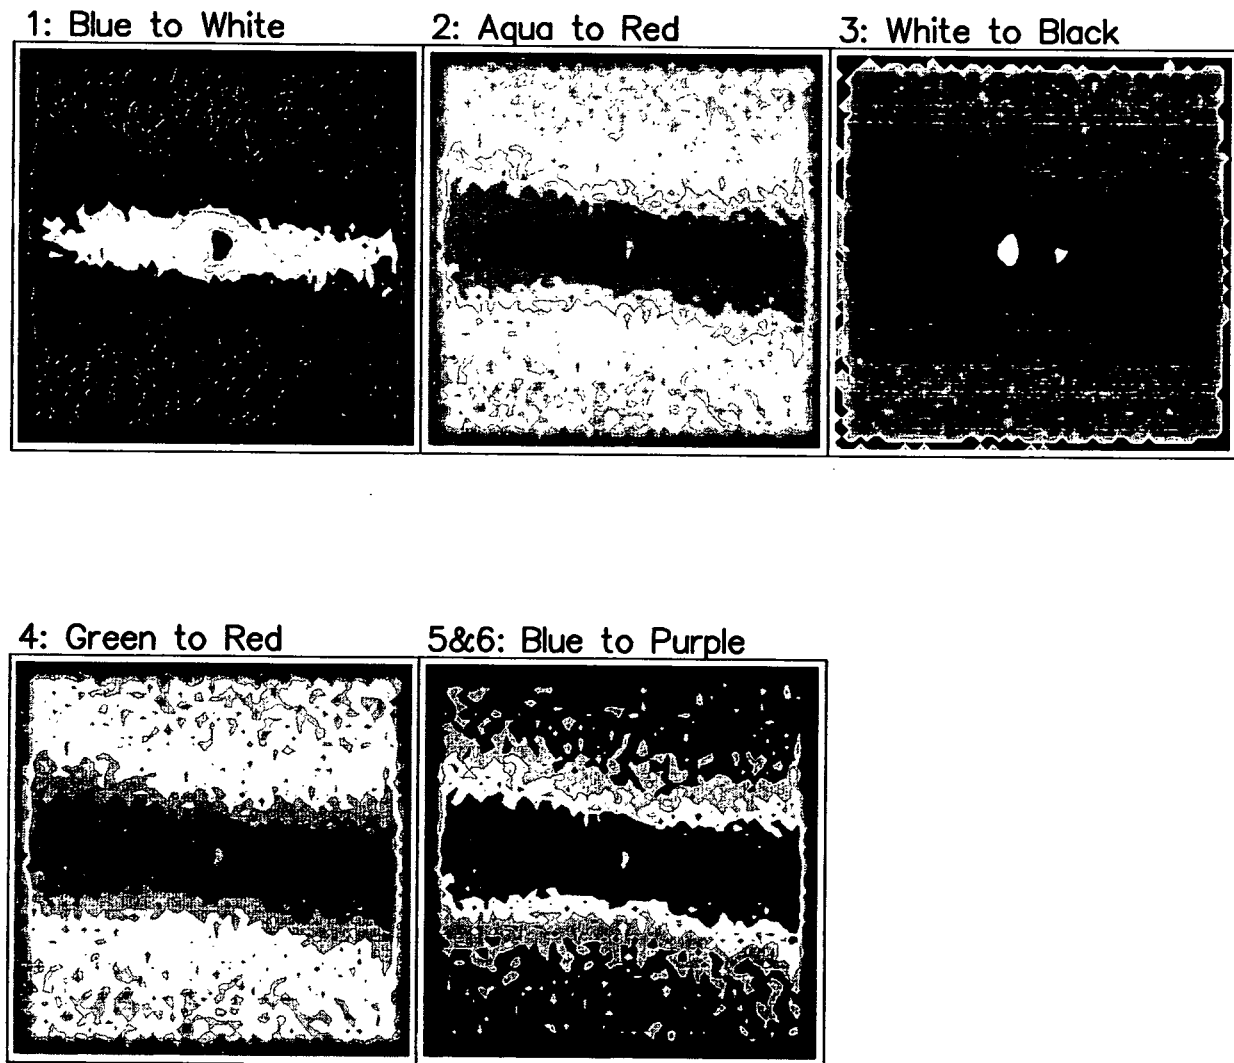 1: Blue to White
2: Aqua to Red
3: White to Black
4: Green to Red
5&6: Blue to Purple